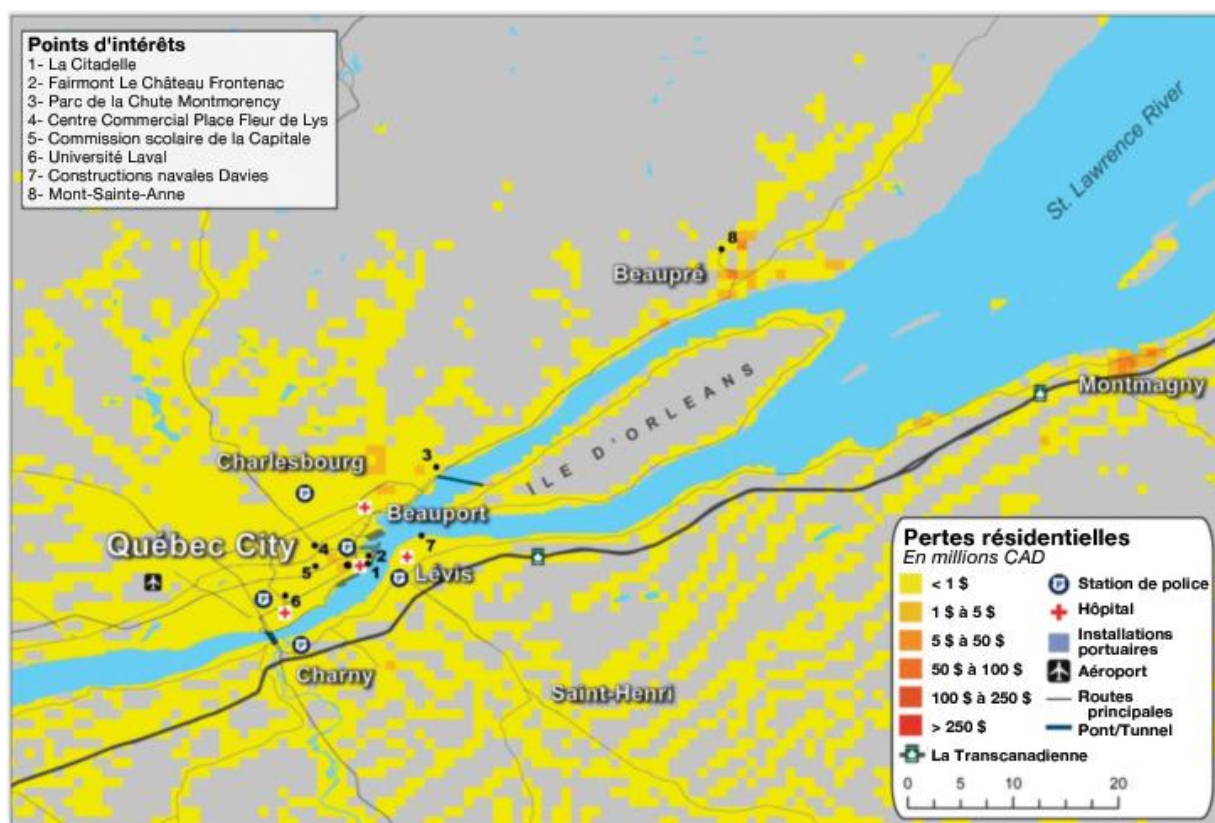 Points d'intérêts
1- La Citadelle
2- Fairmont Le Château Frontenac
3- Parc de la Chute Montmorency
4- Centre Commercial Place Fleur de Lys
5- Commission scolaire de la Capitale
6- Université Laval
7- Constructions navales Davies
8- Mont-Sainte-Anne
St. Lawrence River
8
Beaupré
Montmagny
ÎLE D'ORLEANS
3
Charlesbourg
P
H
Beauport
Québec City
4
P
2
7
5
1
Lévis
P
6
P
P
Charny
Saint-Henri
Pertes résidentielles
En millions CAD
< 1 $
1 $ à 5 $
5 $ à 50 $
50 $ à 100 $
100 $ à 250 $
> 250 $
La Transcanadienne
P Station de police
Hôpital
Installations
portuaires
Aéroport
Routes
principales
Pont/Tunnel
0 5 10 20